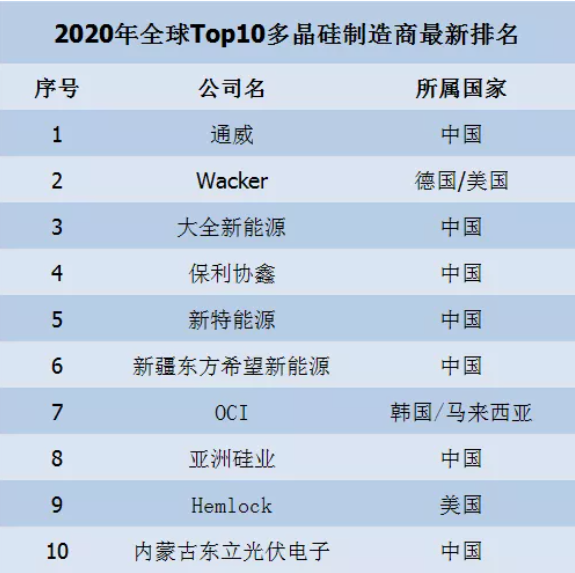 2020年全球Top10多晶硅制造商最新排名
序号 公司名 所属国家
1 通威 中国
2 Wacker 德国/美国
3 大全新能源 中国
4 保利协鑫 中国
5 新特能源 中国
6 新疆东方希望新能源 中国
7 OCI 韩国/马来西亚
8 亚洲硅业 中国
9 Hemlock 美国
10 内蒙古东立光伏电子 中国